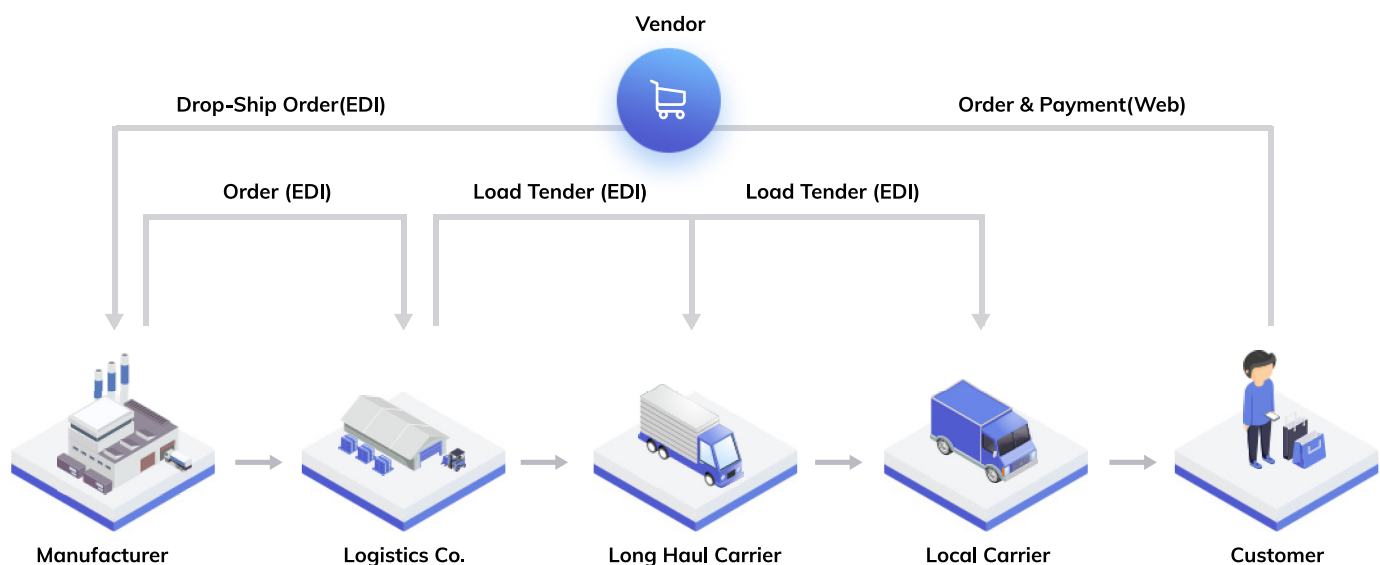 Vendor
Drop-Ship Order(EDI)
Order & Payment(Web)
Order (EDI)
Load Tender (EDI)
Load Tender (EDI)
Manufacturer
Logistics Co.
Long Haul Carrier
Local Carrier
Customer